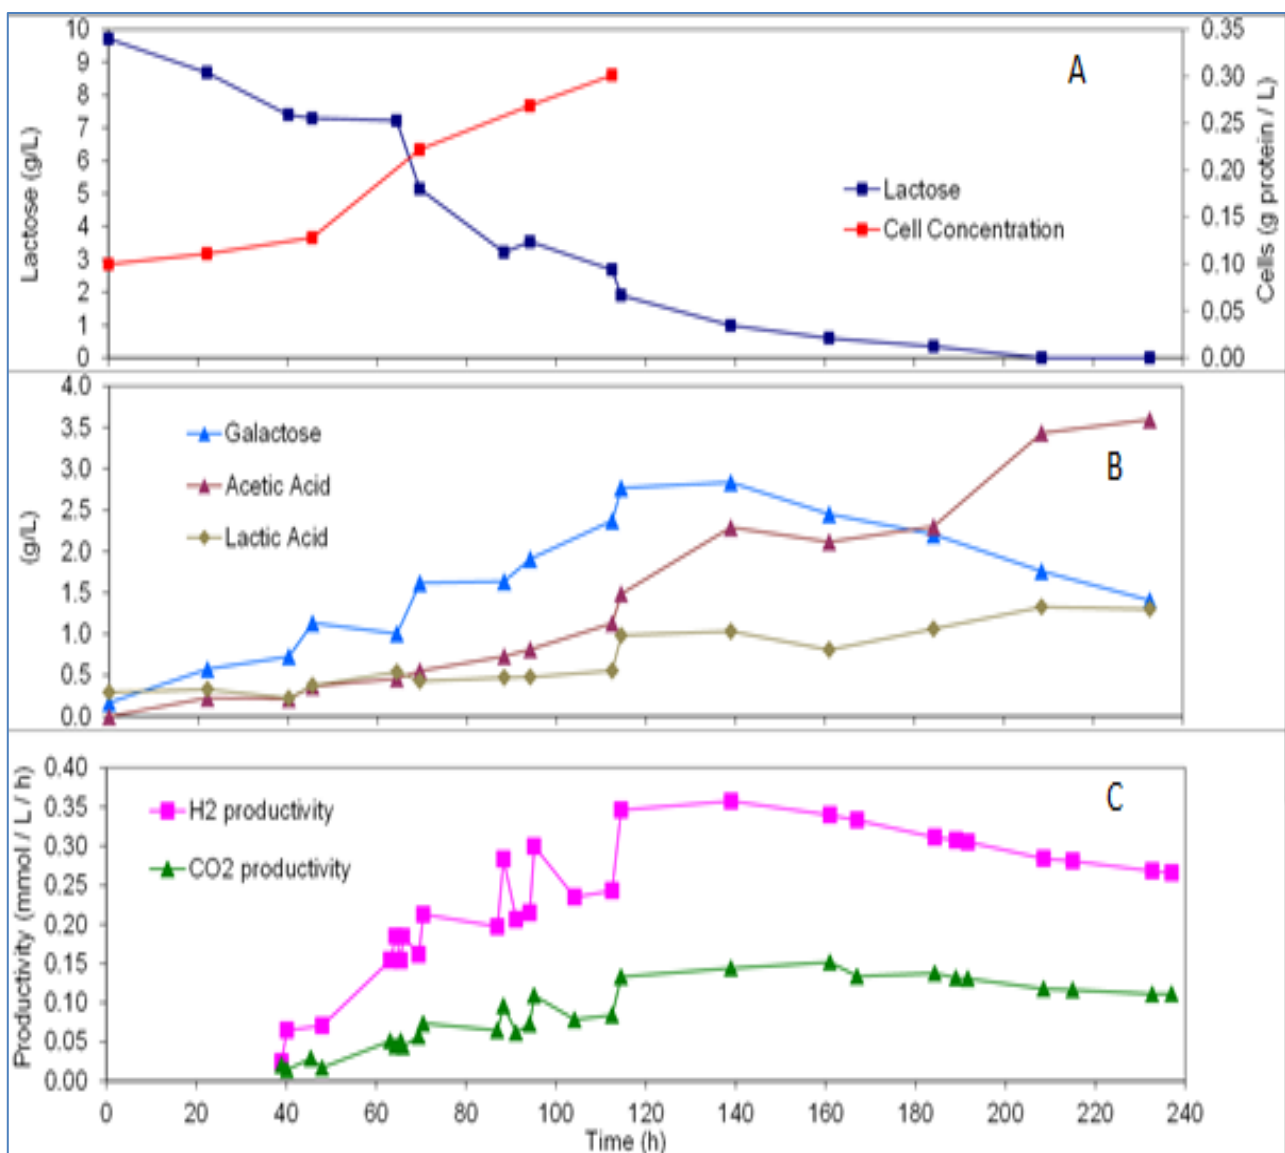 A
Lactose (g/L)
10
9
8
7
6
5
4
3
2
1
0
Lactose
Cell Concentration
0.35
0.30
0.25
0.20
0.15
0.10
0.05
0.00
Cells (g protein / L)
B
(g/L)
4.0
3.5
3.0
2.5
2.0
1.5
1.0
0.5
0.0
Galactose
Acetic Acid
Lactic Acid
C
Productivity (mmol / L / h)
0.40
0.35
0.30
0.25
0.20
0.15
0.10
0.05
0.00
H2 productivity
CO2 productivity
0 20 40 60 80 100 120 140 160 180 200 220 240
Time (h)